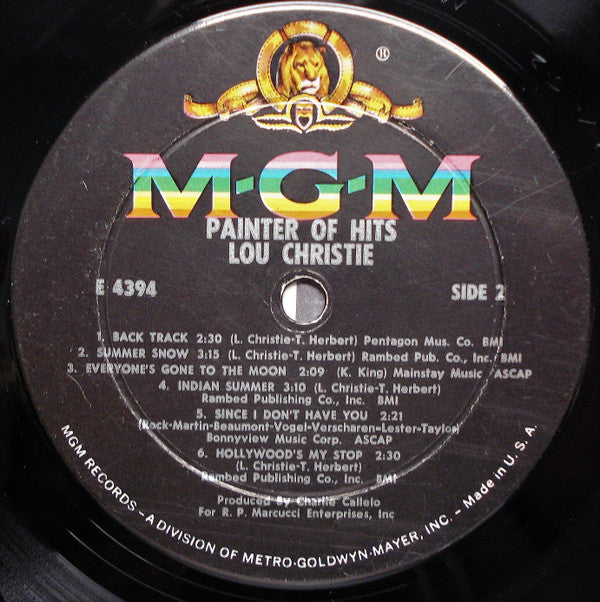 ®
M-G-M
PAINTER OF HITS
LOU CHRISTIE
E 4394
SIDE 2
1. BACK TRACK 2:30 (L. Christie-T. Herbert) Pentagon Mus. Co. BMI
2. SUMMER SNOW 3:15 (L. Christie-T. Herbert) Rambed Pub. Co., Inc. BMI
3. EVERYONE'S GONE TO THE MOON 2:09 (K. King) Mainstay Music ASCAP
4. INDIAN SUMMER 3:10 (L. Christie-T. Herbert)
Rambed Publishing Co., Inc. BMI
5. SINCE I DON'T HAVE YOU 2:21
(Rock-Martin-Beaumont-Vogel-Verscharen-Lester-Taylor)
Bonnyview Music Corp. ASCAP
6. HOLLYWOOD'S MY STOP 2:30
(L. Christie-T. Herbert)
Rambed Publishing Co., Inc. BMI
Produced By Charlie Callelo
For R. P. Marcucci Enterprises, Inc
MGM RECORDS - A DIVISION OF METRO-GOLDWYN-MAYER, INC. - Made in U. S. A.